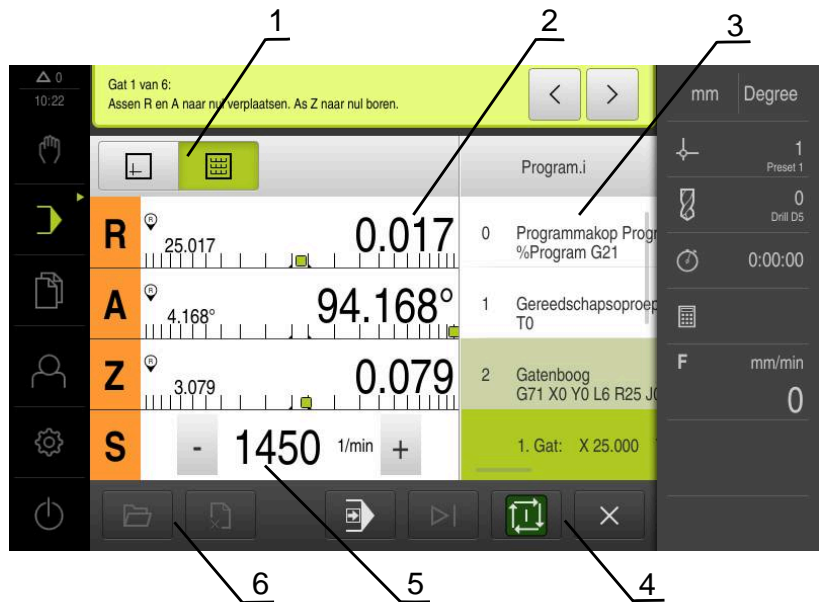 1
2
3
0
10:22
Gat 1 van 6:
Assen R en A naar nul verplaatsen. As Z naar nul boren.
< >
mm Degree
Program.i
1
Preset 1
0
Drill D5
0:00:00
F mm/min
0
R
R 25.017
0.017
A
R 4.168°
94.168°
Z
R 3.079
0.079
S - 1450 1/min +
0 Programmakop Progr
%Program G21
1 Gereedschapsoproep
T0
2 Gatenboog
G71 X0 Y0 L6 R25 J
1. Gat: X 25.000
6
5
4